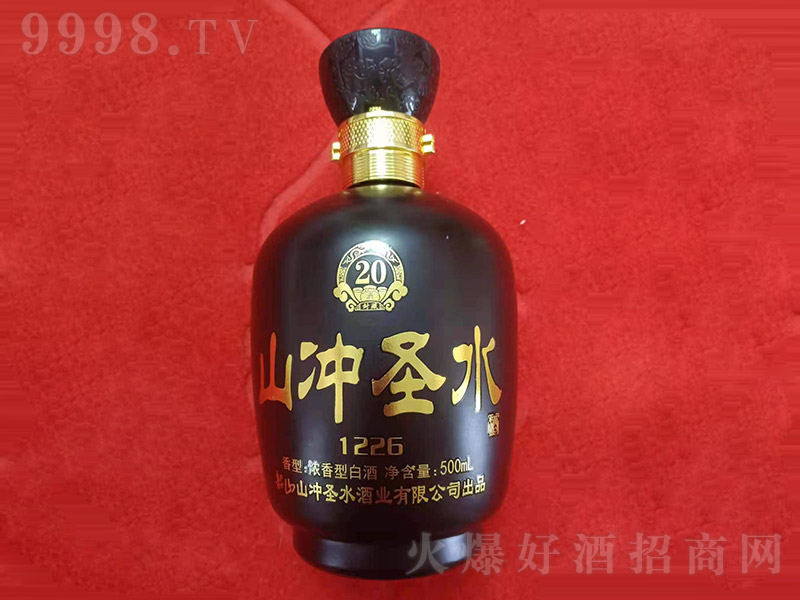 9998.TV
20
窖藏
山冲圣水
1226
香型:浓香型白酒 净含量:500mL
山冲圣水酒业有限公司出品
火爆好酒招商网